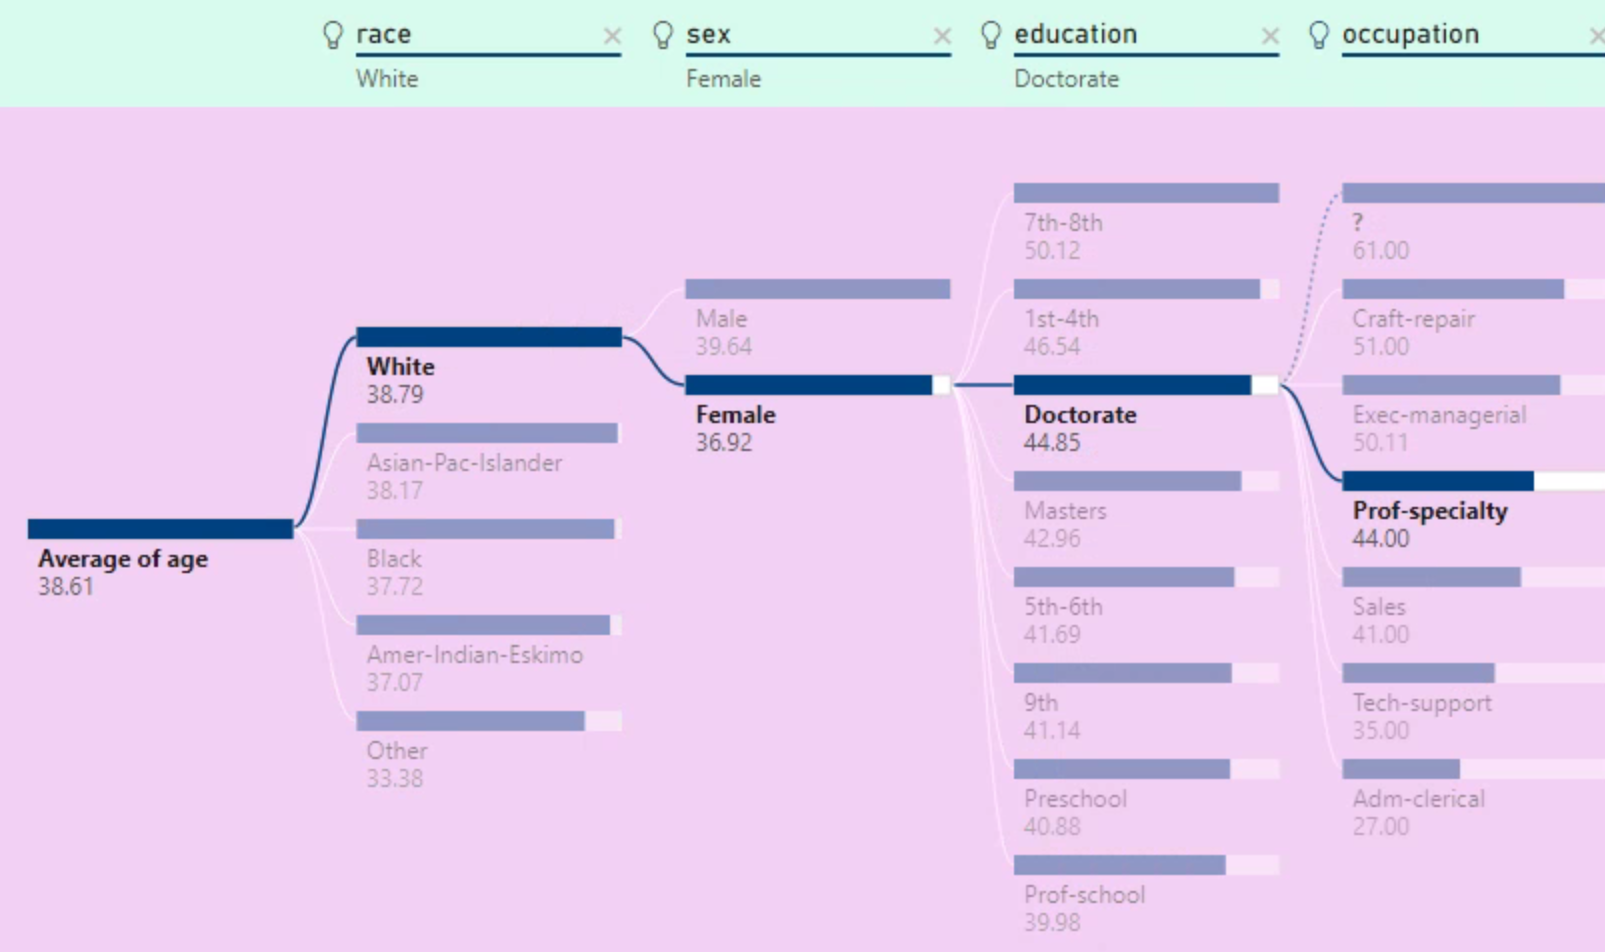 race
White
sex
Female
education
Doctorate
occupation
Average of age
38.61
White
38.79
Asian-Pac-Islander
38.17
Black
37.72
Amer-Indian-Eskimo
37.07
Other
33.38
Male
39.64
Female
36.92
7th-8th
50.12
1st-4th
46.54
Doctorate
44.85
Masters
42.96
5th-6th
41.69
9th
41.14
Preschool
40.88
Prof-school
39.98
?
61.00
Craft-repair
51.00
Exec-managerial
50.11
Prof-specialty
44.00
Sales
41.00
Tech-support
35.00
Adm-clerical
27.00